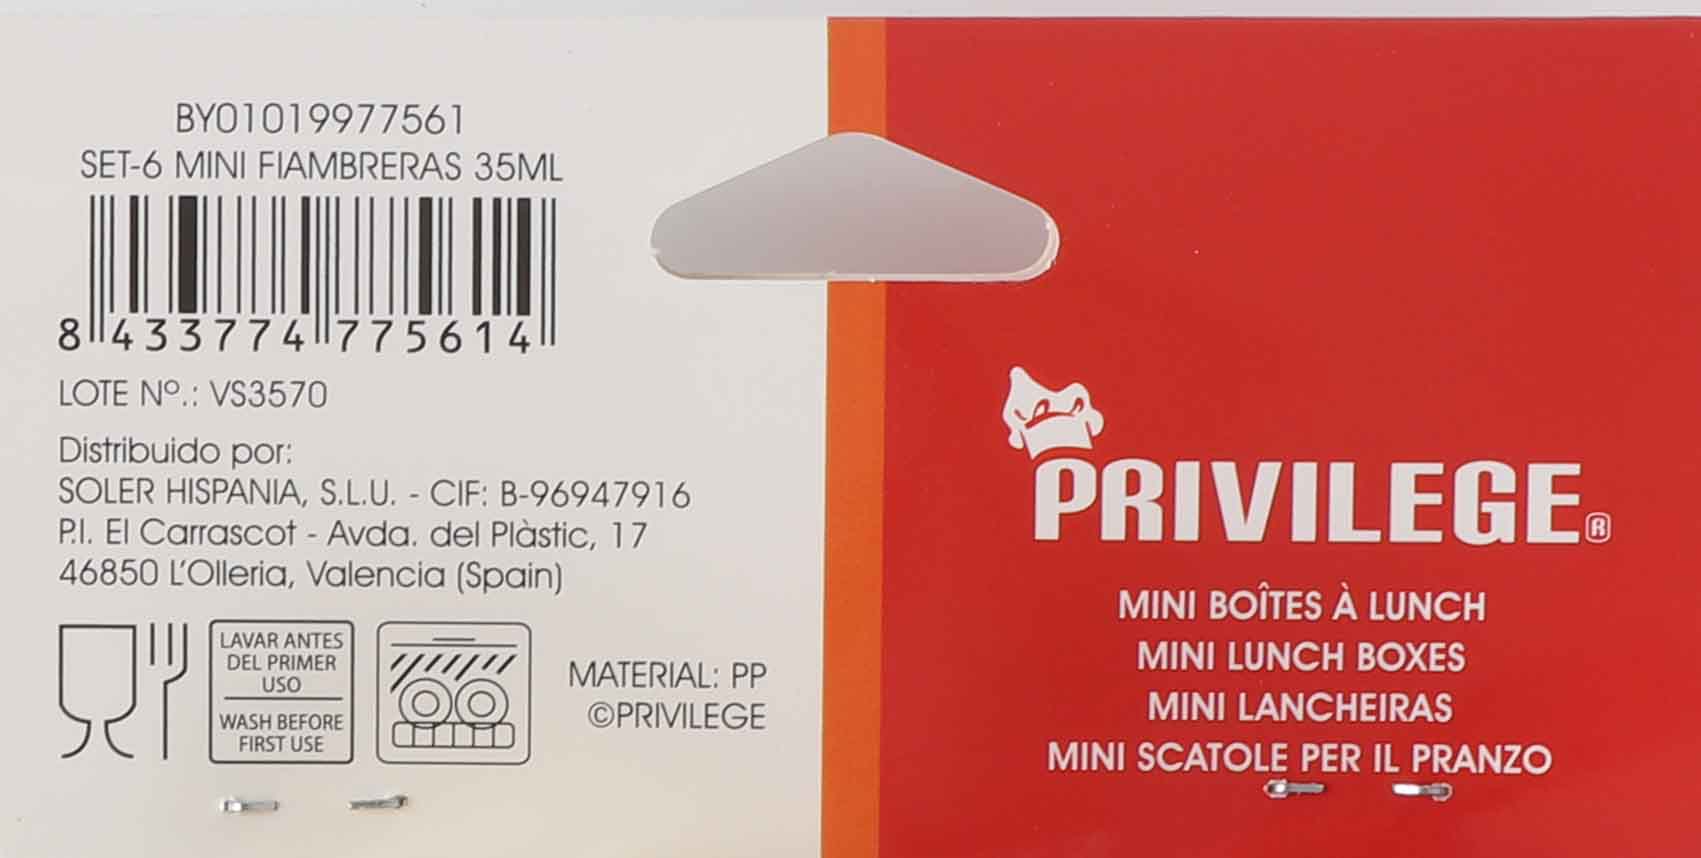 BY01019977561
SET-6 MINI FIAMBRERAS 35ML
8 433774 775614
LOTE Nº.: VS3570
Distribuido por:
SOLER HISPANIA, S.L.U. - CIF: B-96947916
P.I. El Carrascot - Avda. del Plàstic, 17
46850 L'Olleria, Valencia (Spain)
LAVAR ANTES
DEL PRIMER
USO
WASH BEFORE
FIRST USE
MATERIAL: PP
©PRIVILEGE
PRIVILEGE®
MINI BOÎTES À LUNCH
MINI LUNCH BOXES
MINI LANCHEIRAS
MINI SCATOLE PER IL PRANZO